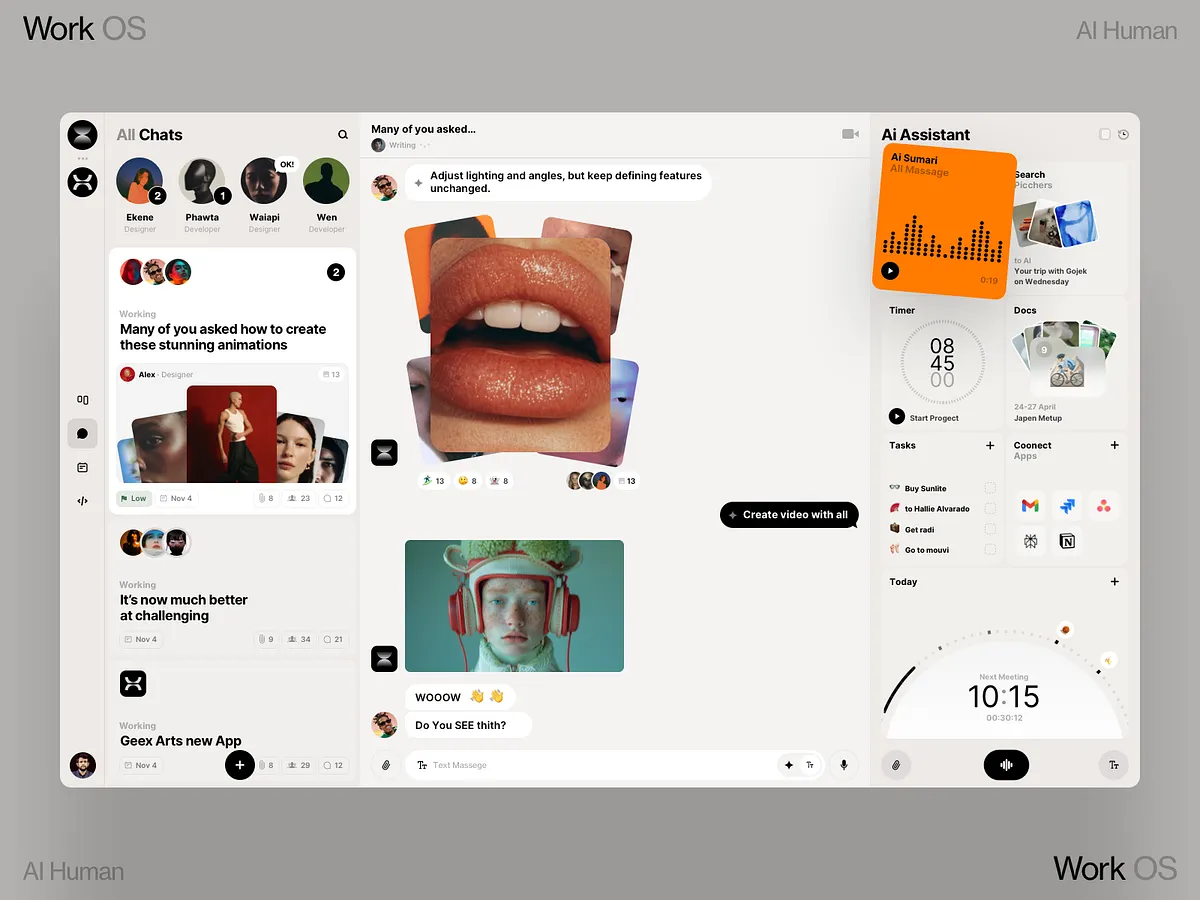 Work OS
AI Human
All Chats
OK!
2
1
Ekene
Designer
Phawta
Developer
Waiapi
Designer
Wen
Developer
2
Working
Many of you asked how to create
these stunning animations
Alex · Designer
13
Low
Nov 4
8
23
12
Working
It's now much better
at challenging
Nov 4
9
34
21
Working
Geex Arts new App
Nov 4
+
8
29
12
Many of you asked...
Writing
Adjust lighting and angles, but keep defining features
unchanged.
13
8
8
13
Create video with all
WOOOW 👋 👋
Do You SEE thith?
Tr Text Massege
Tr
Ai Assistant
Ai Sumari
All Massage
0:19
Search
Picchers
to AI
Your trip with Gojek
on Wednesday
Timer
08
45
00
Start Progect
Docs
9
24-27 April
Japen Metup
Tasks +
Buy Sunlite
to Hallie Alvarado
Get radi
Go to mouvi
Coonect +
Apps
Today +
Next Meeting
10:15
00:30:12
Tr
AI Human
Work OS